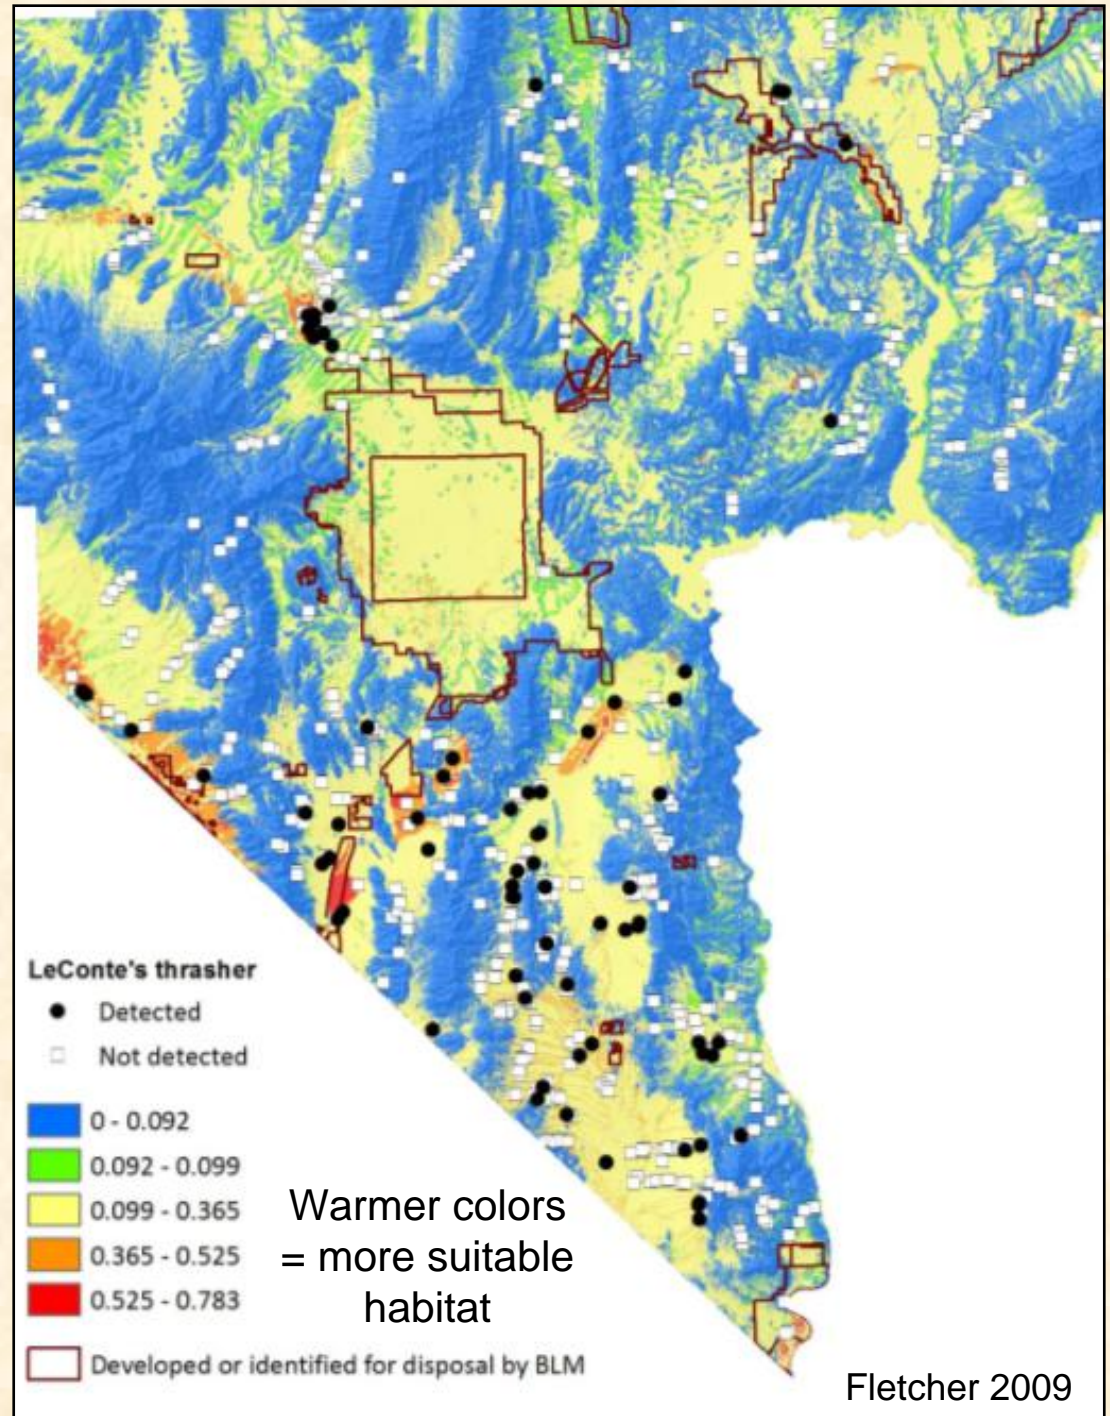 LeConte's thrasher
Detected
Not detected
0 - 0.092
0.092 - 0.099
0.099 - 0.365
0.365 - 0.525
0.525 - 0.783
Developed or identified for disposal by BLM
Warmer colors
= more suitable
habitat
Fletcher 2009